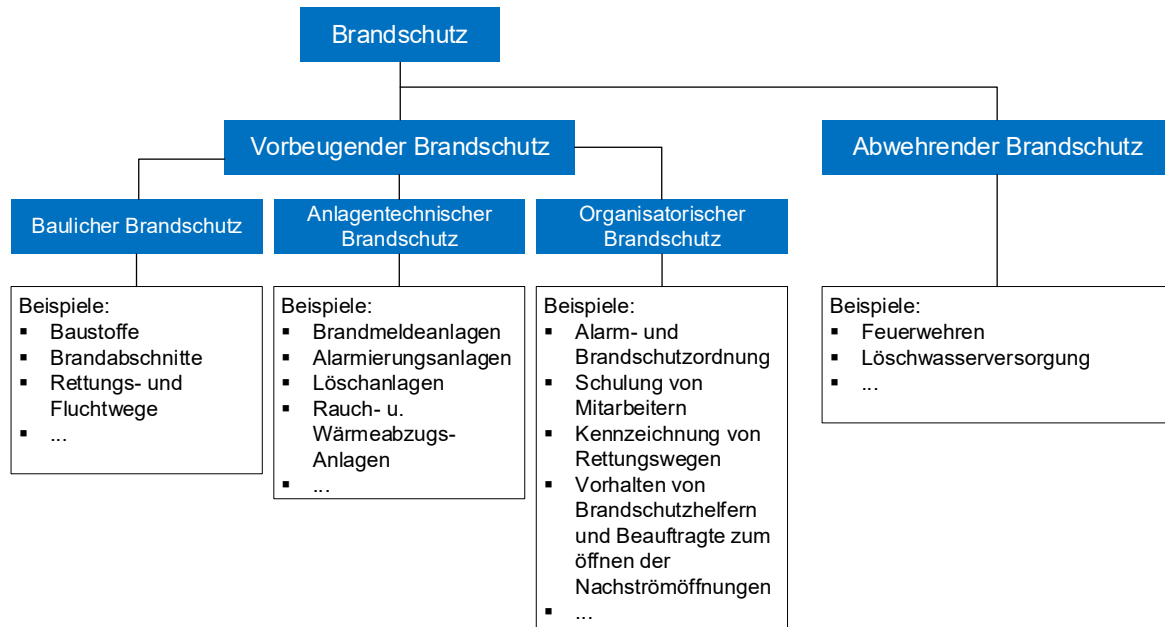 Brandschutz
Vorbeugender Brandschutz
Abwehrender Brandschutz
Baulicher Brandschutz
Anlagentechnischer
Brandschutz
Organisatorischer
Brandschutz
Beispiele:
▪ Baustoffe
▪ Brandabschnitte
▪ Rettungs- und
Fluchtwege
▪ ...
Beispiele:
▪ Brandmeldeanlagen
▪ Alarmierungsanlagen
▪ Löschanlagen
▪ Rauch- u.
Wärmeabzugs-
Anlagen
▪ ...
Beispiele:
▪ Alarm- und
Brandschutzordnung
▪ Schulung von
Mitarbeitern
▪ Kennzeichnung von
Rettungswegen
▪ Vorhalten von
Brandschutzhelfern
und Beauftragte zum
öffnen der
Nachströmöffnungen
▪ ...
Beispiele:
▪ Feuerwehren
▪ Löschwasserversorgung
▪ ...